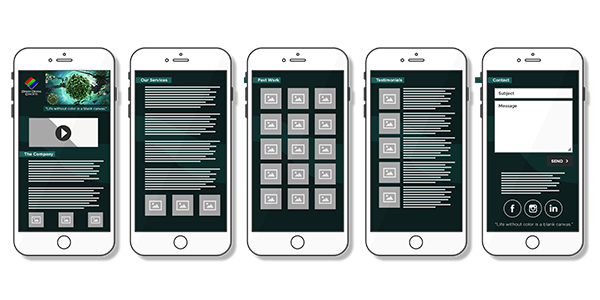 "Life without color is a blank canvas."
The Company
Our Services
Past Work
Testimonials
Contact
Subject
Message
SEND
"Life without color is a blank canvas."